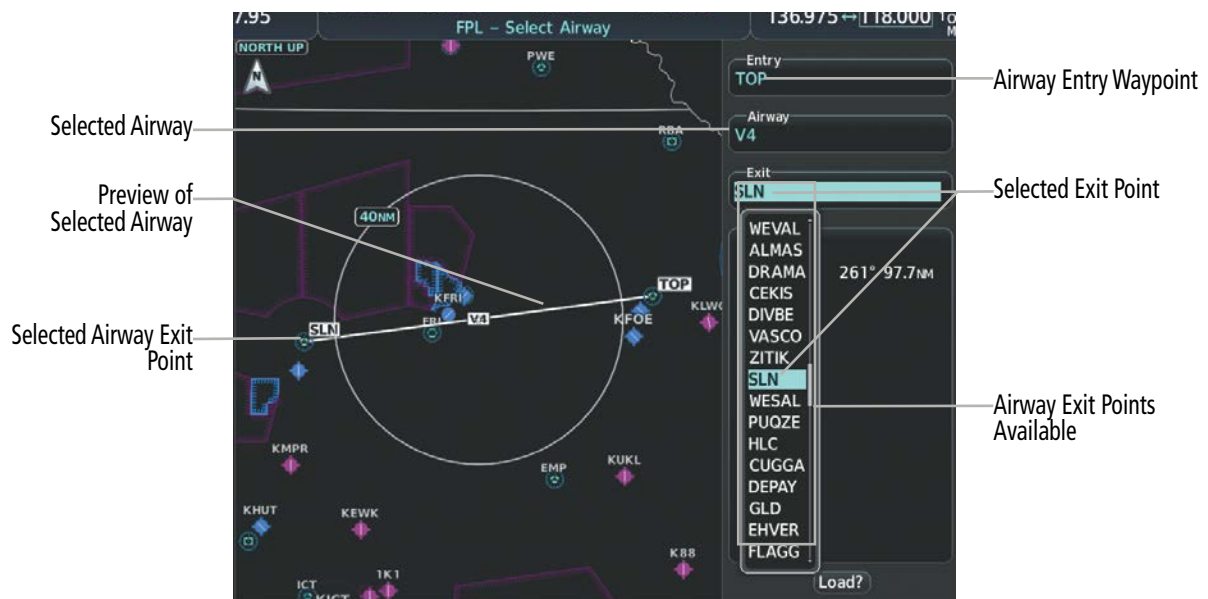 7.95
FPL – Select Airway
136.975 ↔ 118.000
NORTH UP
N
PWE
RBA
40NM
KFRI
FRI
V4
TOP
KLWC
KFOE
SLN
KMPR
EMP
KUKL
KHUT
KEWK
K88
1K1
ICT
KICT
Entry
TOP
Airway
V4
Exit
SLN
WEVAL
ALMAS
DRAMA
CEKIS
DIVBE
VASCO
ZITIK
SLN
WESAL
PUQZE
HLC
CUGGA
DEPAY
GLD
EHVER
FLAGG
261° 97.7NM
Load?
Selected Airway
Preview of
Selected Airway
Selected Airway Exit
Point
Airway Entry Waypoint
Selected Exit Point
Airway Exit Points
Available